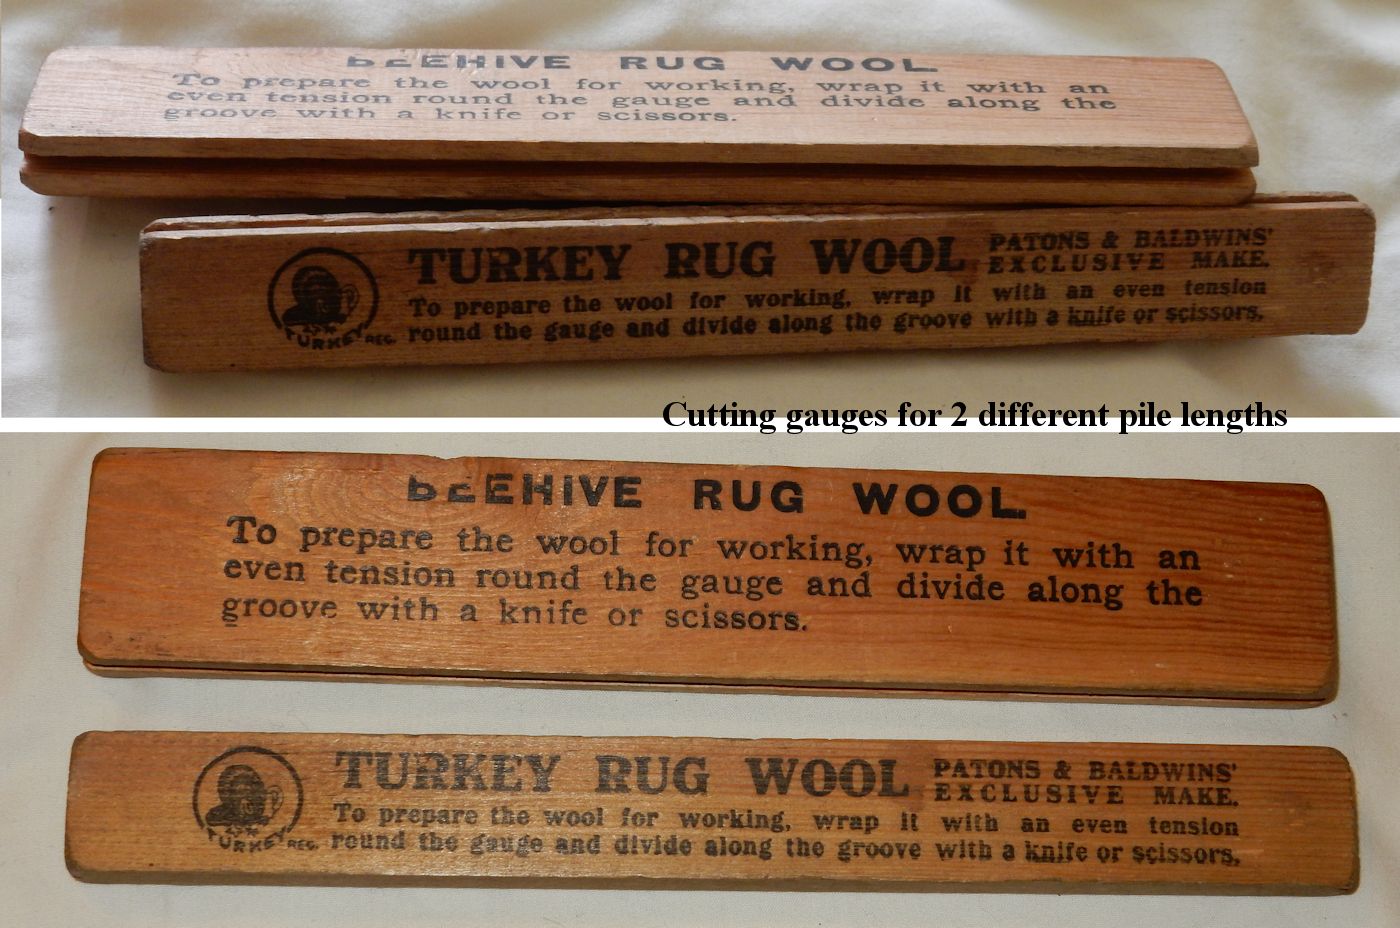 BEEHIVE RUG WOOL.
To prepare the wool for working, wrap it with an
even tension round the gauge and divide along the
groove with a knife or scissors.
TURKEY RUG WOOL PATONS & BALDWINS'
EXCLUSIVE MAKE.
To prepare the wool for working, wrap it with an even tension
round the gauge and divide along the groove with a knife or scissors.
TURKEY REG.
Cutting gauges for 2 different pile lengths
BEEHIVE RUG WOOL.
To prepare the wool for working, wrap it with an
even tension round the gauge and divide along the
groove with a knife or scissors.
TURKEY RUG WOOL PATONS & BALDWINS'
EXCLUSIVE MAKE.
To prepare the wool for working, wrap it with an even tension
round the gauge and divide along the groove with a knife or scissors.
TURKEY REG.